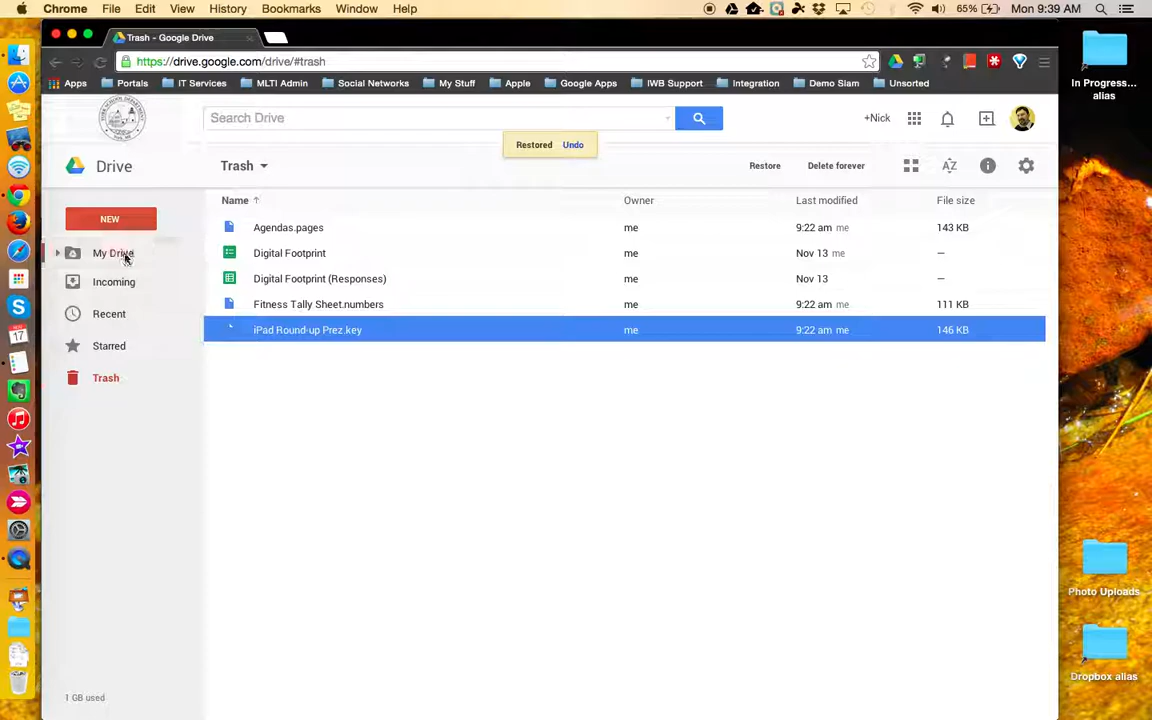 Chrome File Edit View History Bookmarks Window Help 65% Mon 9:39 AM
Trash - Google Drive
https://drive.google.com/drive/#trash
Apps Portals IT Services MLTI Admin Social Networks My Stuff Apple Google Apps IWB Support Integration Demo Siam Unsorted
Search Drive +Nick
Restored Undo
Drive Trash Restore Delete forever
NEW
Name Owner Last modified File size
Agendas.pages me 9:22 am me 143 KB
My Drive
Digital Footprint me Nov 13 me –
Incoming
Digital Footprint (Responses) me Nov 13 –
Recent
Fitness Tally Sheet.numbers me 9:22 am me 111 KB
iPad Round-up Prez.key me 9:22 am me 146 KB
Starred
Trash
1 GB used
In Progress...
alias
Photo Uploads
Dropbox alias
17